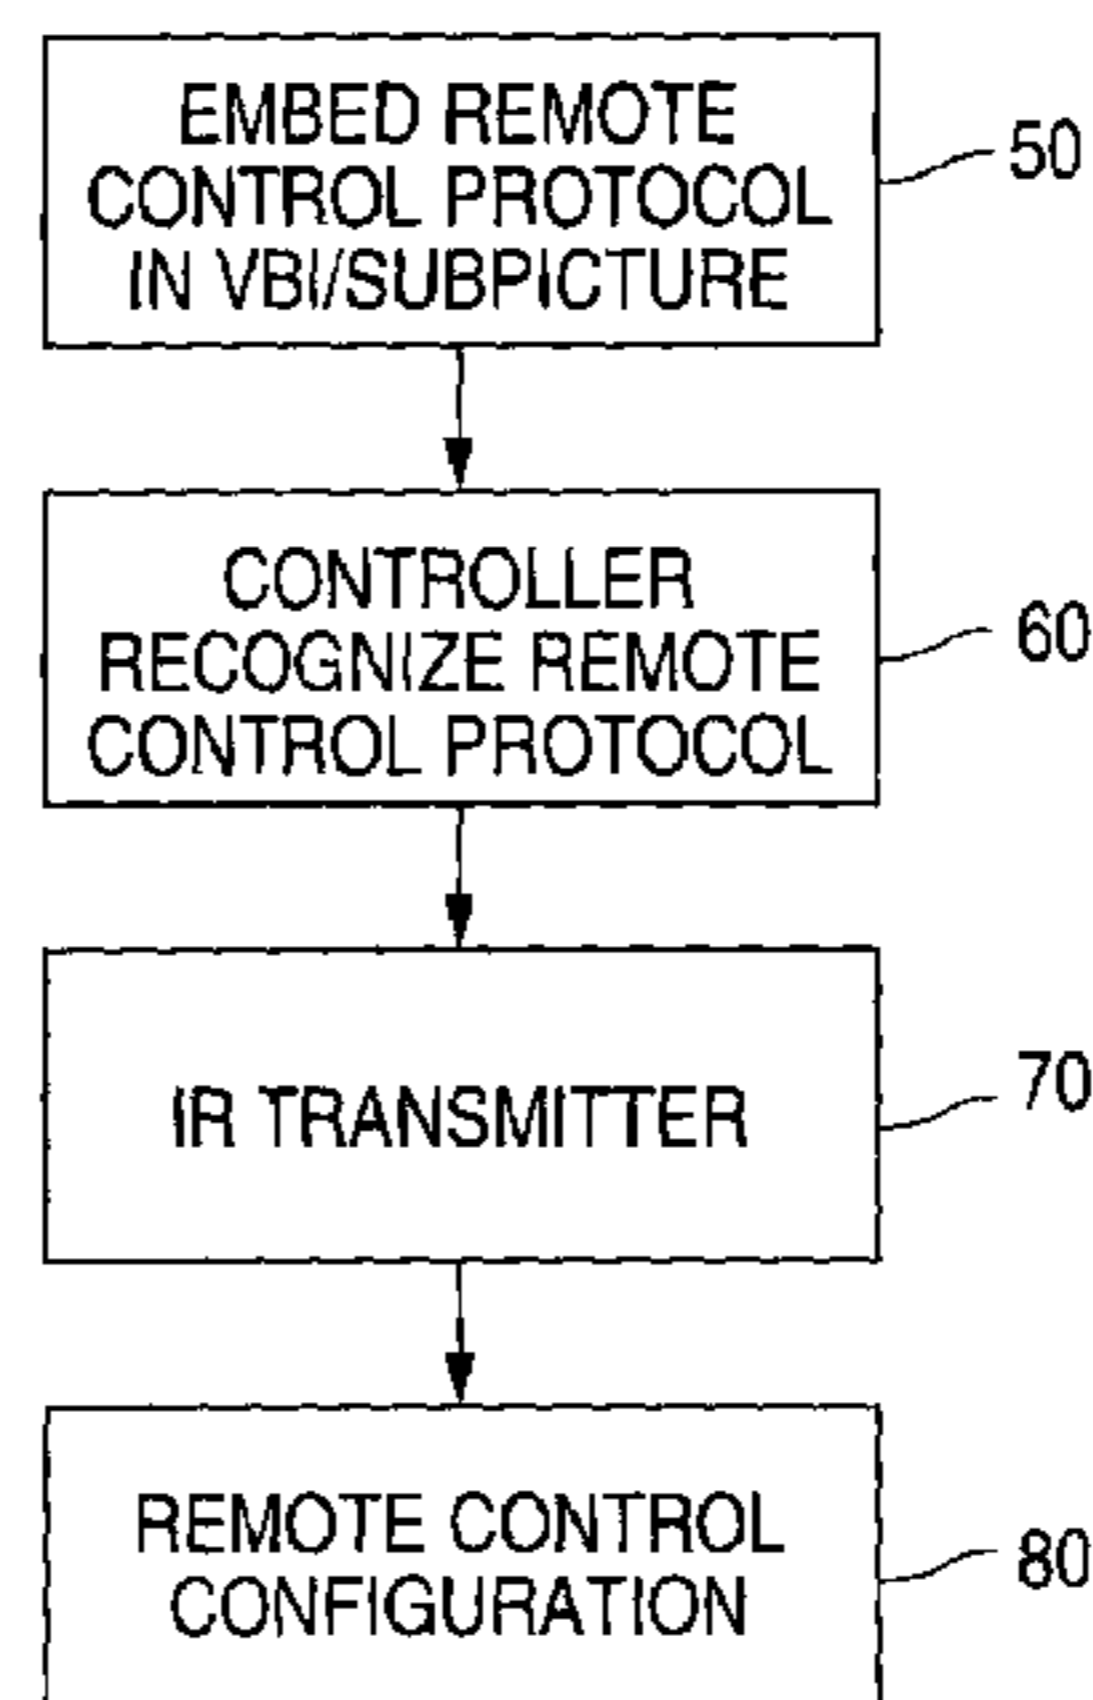 EMBED REMOTE
CONTROL PROTOCOL
IN VBI/SUBPICTURE
50
CONTROLLER
RECOGNIZE REMOTE
CONTROL PROTOCOL
60
IR TRANSMITTER
70
REMOTE CONTROL
CONFIGURATION
80